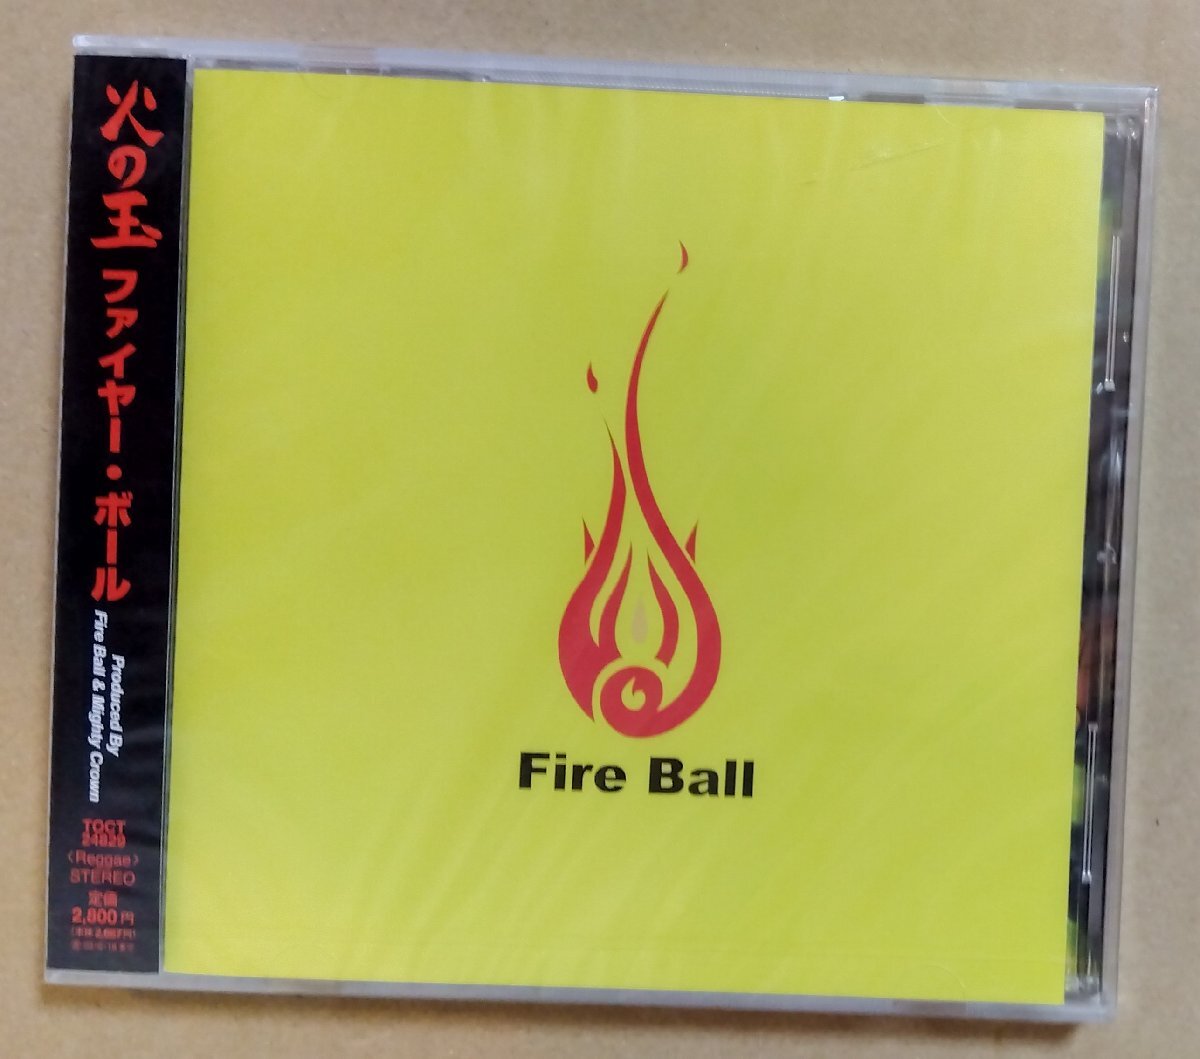 火の玉
ファイヤー・ボール
Produced By
Fire Ball & Mighty Crown
TOCT
24829
<Reggae>
STEREO
定価
2,800円
Fire Ball